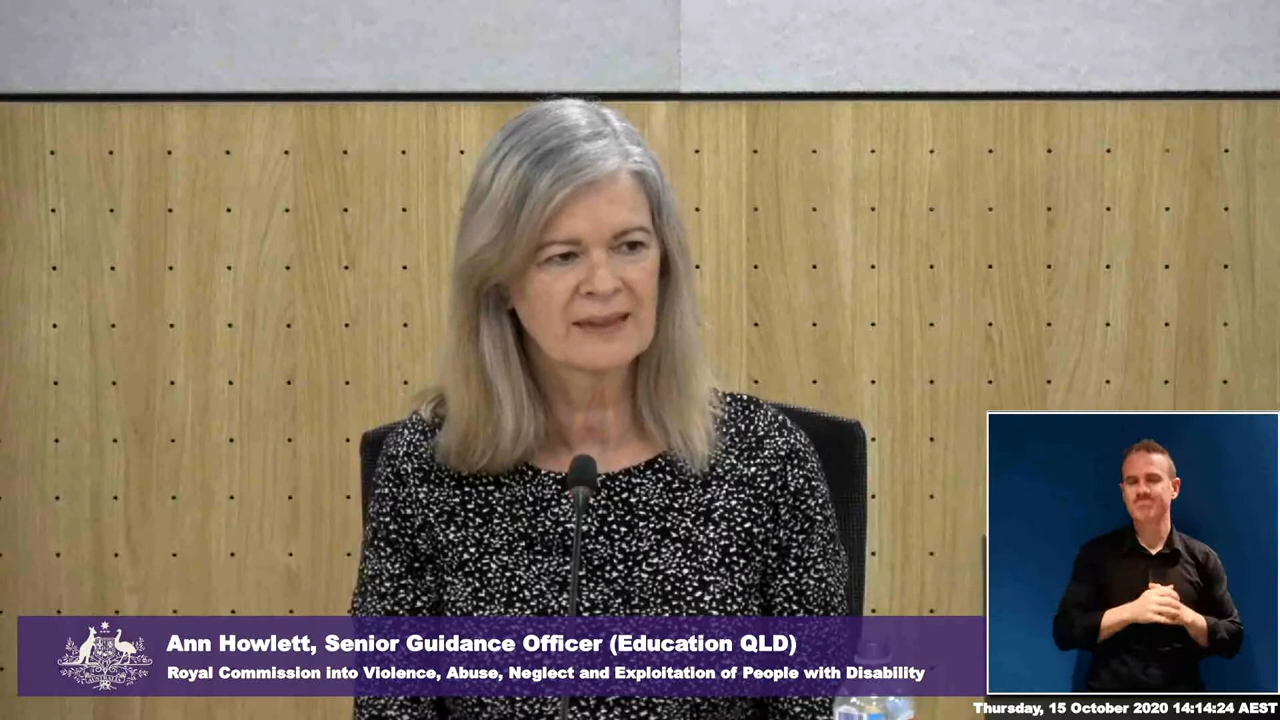 Ann Howlett, Senior Guidance Officer (Education QLD)
Royal Commission into Violence, Abuse, Neglect and Exploitation of People with Disability
Thursday, 15 October 2020 14:14:24 AEST